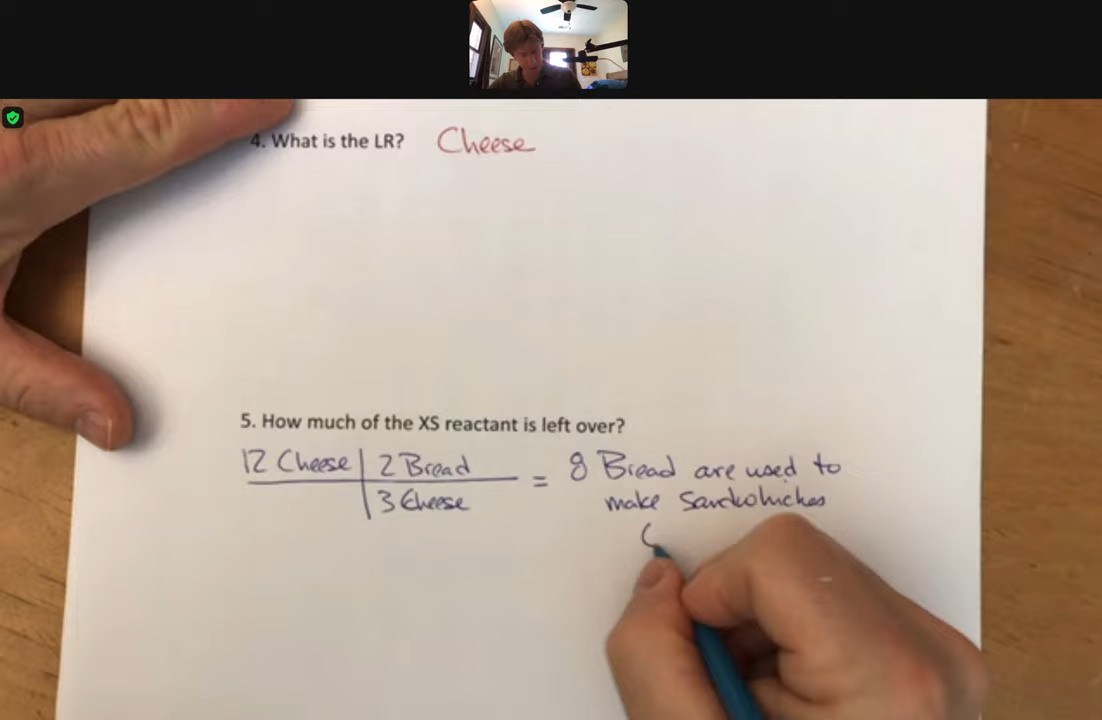 4. What is the LR? Cheese
5. How much of the XS reactant is left over?
12 Cheese | 2 Bread = 8 Bread are used to
3 Cheese make Sandwiches
(